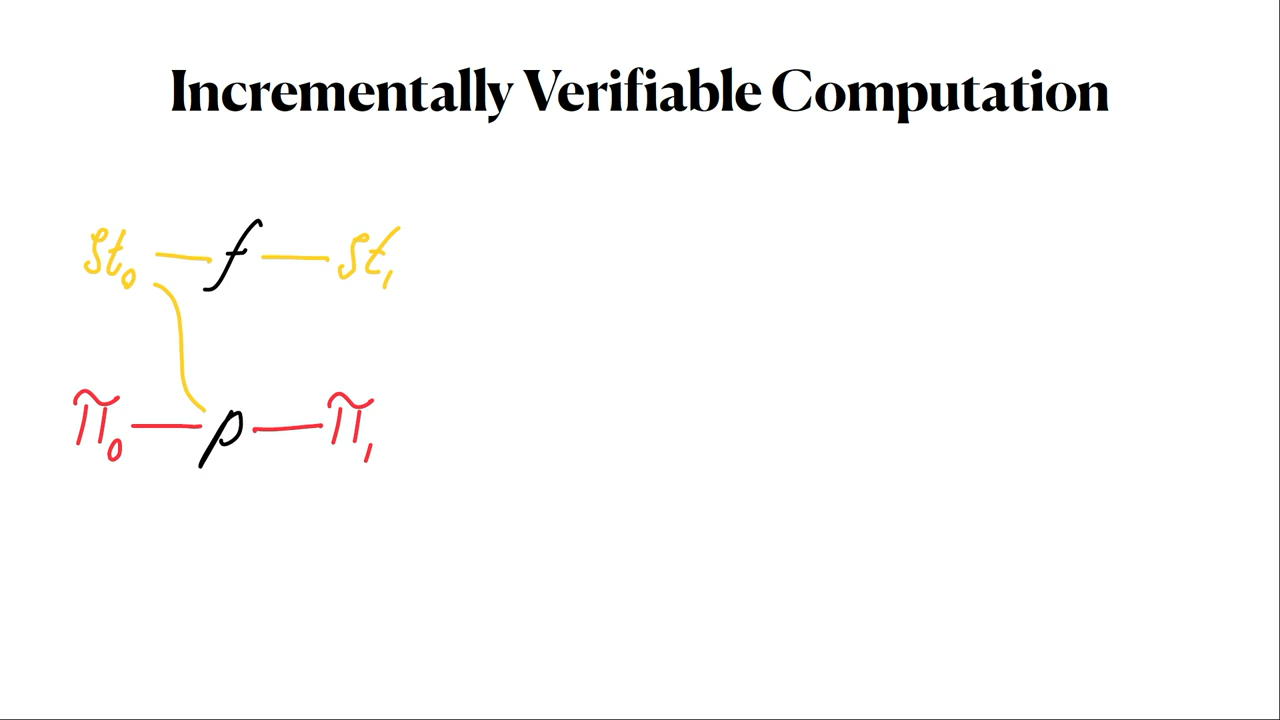 Incrementally Verifiable Computation
st₀ — f — st₁
π₀ — p — π₁